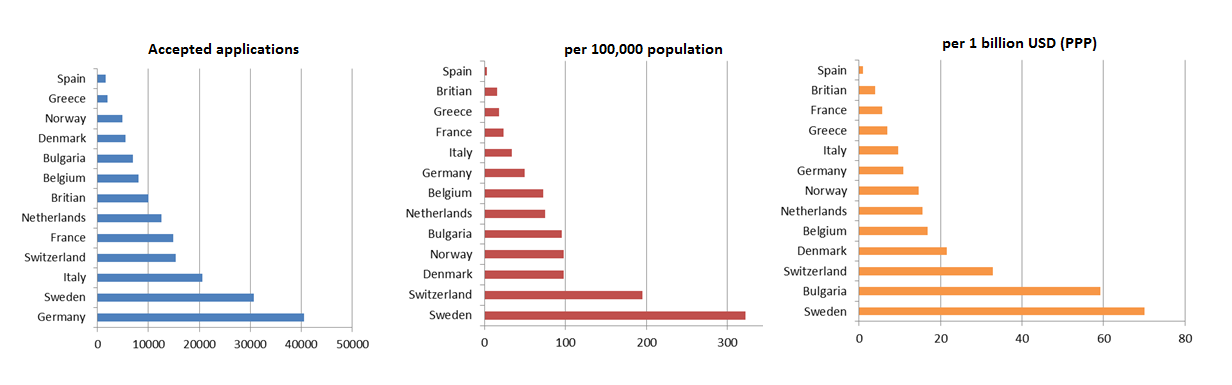 Accepted applications
Spain
Greece
Norway
Denmark
Bulgaria
Belgium
Britian
Netherlands
France
Switzerland
Italy
Sweden
Germany
0 10000 20000 30000 40000 50000
per 100,000 population
Spain
Britian
Greece
France
Italy
Germany
Belgium
Netherlands
Bulgaria
Norway
Denmark
Switzerland
Sweden
0 100 200 300
per 1 billion USD (PPP)
Spain
Britian
France
Greece
Italy
Germany
Norway
Netherlands
Belgium
Denmark
Switzerland
Bulgaria
Sweden
0 20 40 60 80